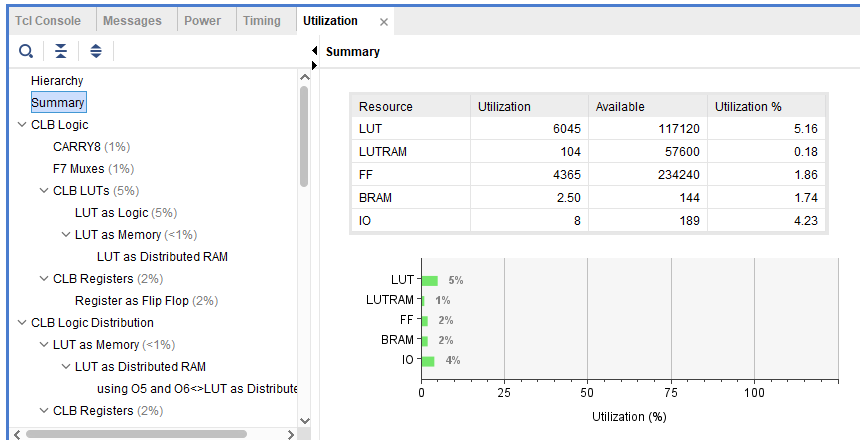 Tcl Console Messages Power Timing Utilization ×
Summary
Hierarchy
Summary
CLB Logic
CARRY8 (1%)
F7 Muxes (1%)
CLB LUTs (5%)
LUT as Logic (5%)
LUT as Memory (<1%)
LUT as Distributed RAM
CLB Registers (2%)
Register as Flip Flop (2%)
CLB Logic Distribution
LUT as Memory (<1%)
LUT as Distributed RAM
using O5 and O6<>LUT as Distribute
CLB Registers (2%)
Resource Utilization Available Utilization %
LUT 6045 117120 5.16
LUTRAM 104 57600 0.18
FF 4365 234240 1.86
BRAM 2.50 144 1.74
IO 8 189 4.23
LUT 5%
LUTRAM 1%
FF 2%
BRAM 2%
IO 4%
0 25 50 75 100
Utilization (%)